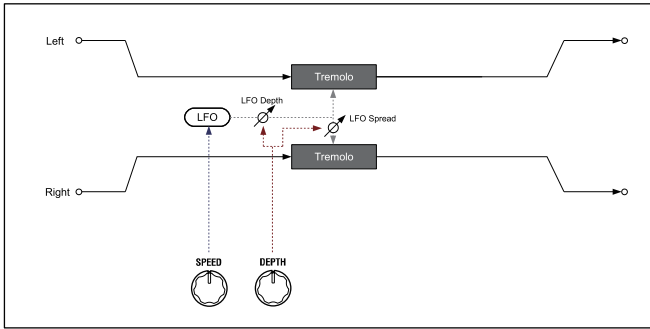 Left
Tremolo
LFO Depth
LFO
LFO Spread
Tremolo
Right
SPEED
DEPTH